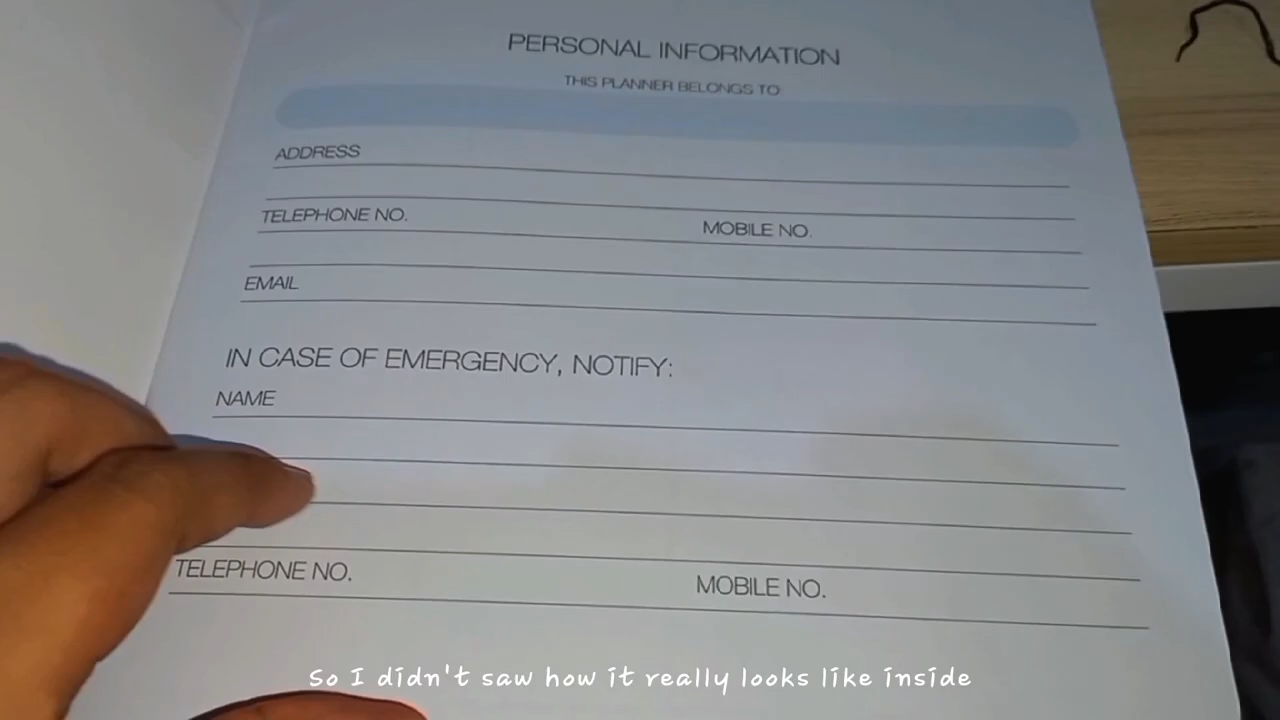 PERSONAL INFORMATION
THIS PLANNER BELONGS TO
ADDRESS
TELEPHONE NO. MOBILE NO.
EMAIL
IN CASE OF EMERGENCY, NOTIFY:
NAME
TELEPHONE NO. MOBILE NO.
So I didn't saw how it really looks like inside